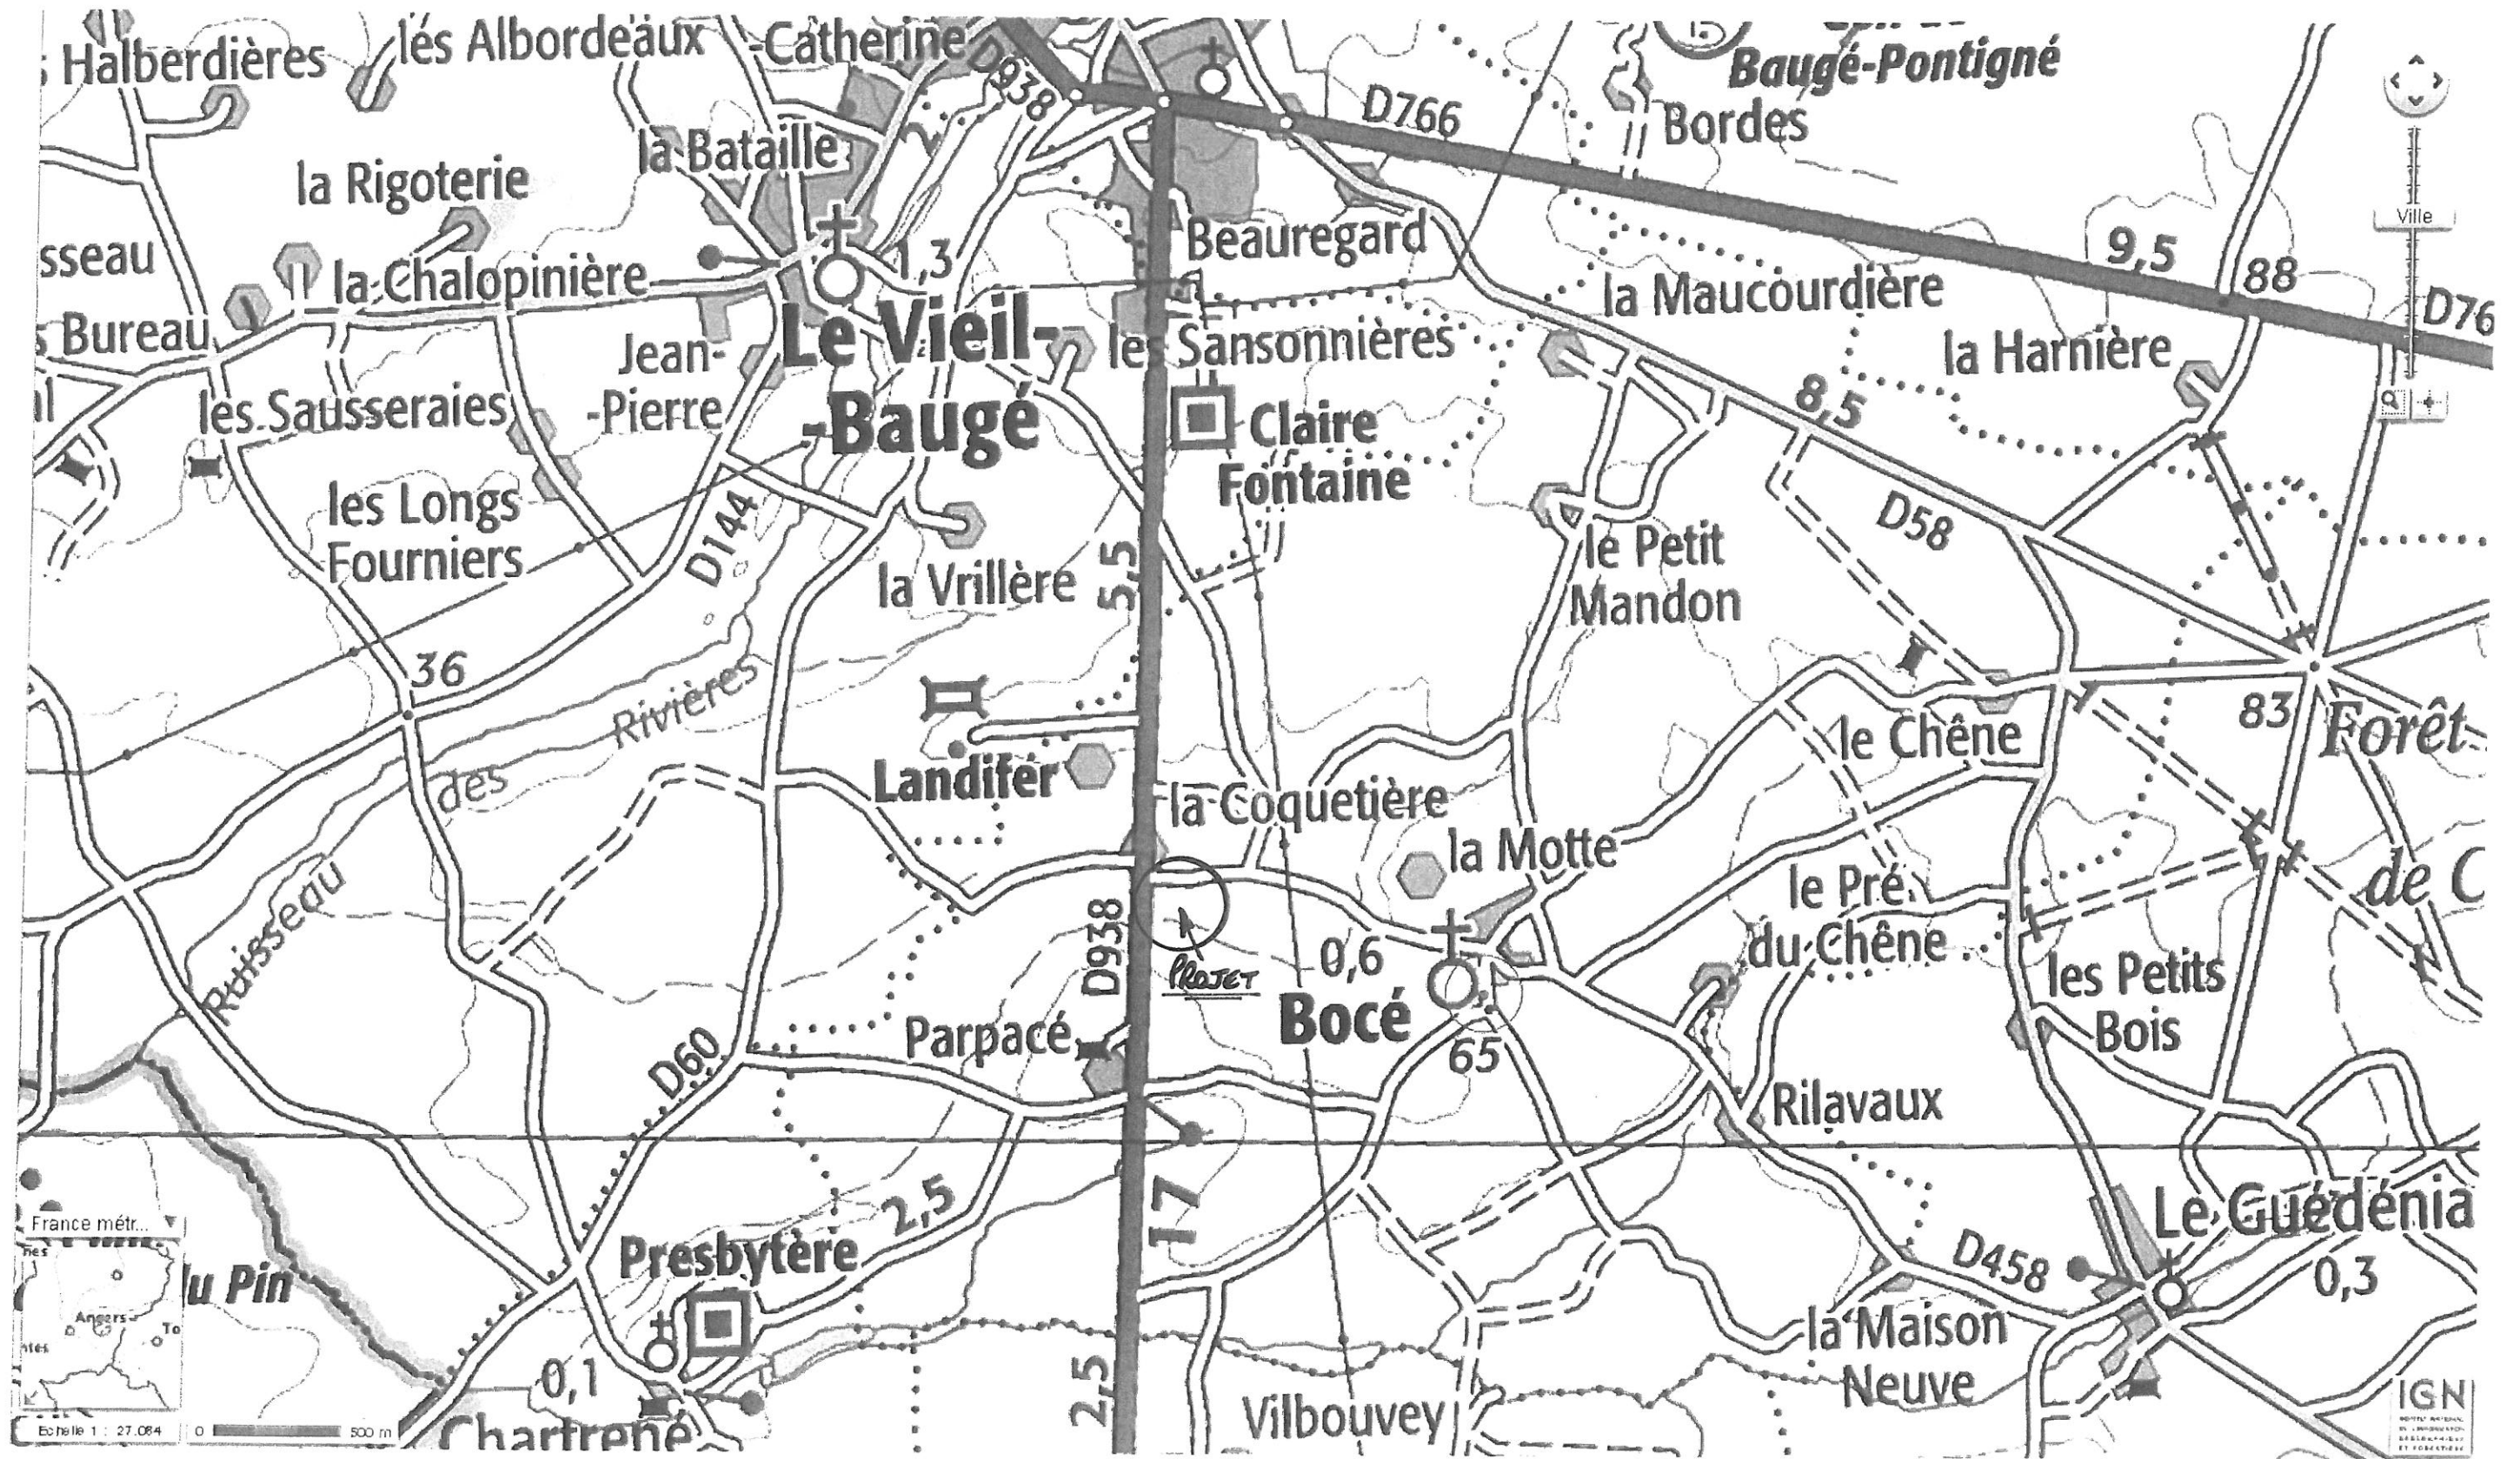 Halberdières
les Albordeaux
-Catherine
D938
Baugé-Pontigné
Bordes
D766
la Bataille
la Rigoterie
sseau
la Chalopinière
1,3
Beauregard
la Maucourdière
9,5
88
D76
Ville
s Bureau
Jean-
-Pierre
Le Vieil-
-Baugé
les Sansonnières
la Harnière
les Sausseraies
Claire
Fontaine
8,5
les Longs
Fourniers
D144
la Vrillère
5,5
le Petit
Mandon
D58
36
Ruisseau
des
Rivières
Landifer
la Coquetière
la Motte
le Chêne
83
Forêt
de C
le Pré
du Chêne
D938
PROJET
0,6
Bocé
65
les Petits
Bois
Parpacé
D60
Rilavaux
17
2,5
Presbytère
Le Guédénia
D458
0,3
France métr...
Angers
To
u Pin
la Maison
Neuve
0,1
2,5
Vilbouvey
Chartrené
Echelle 1 : 27.084
0
500 m
IGN